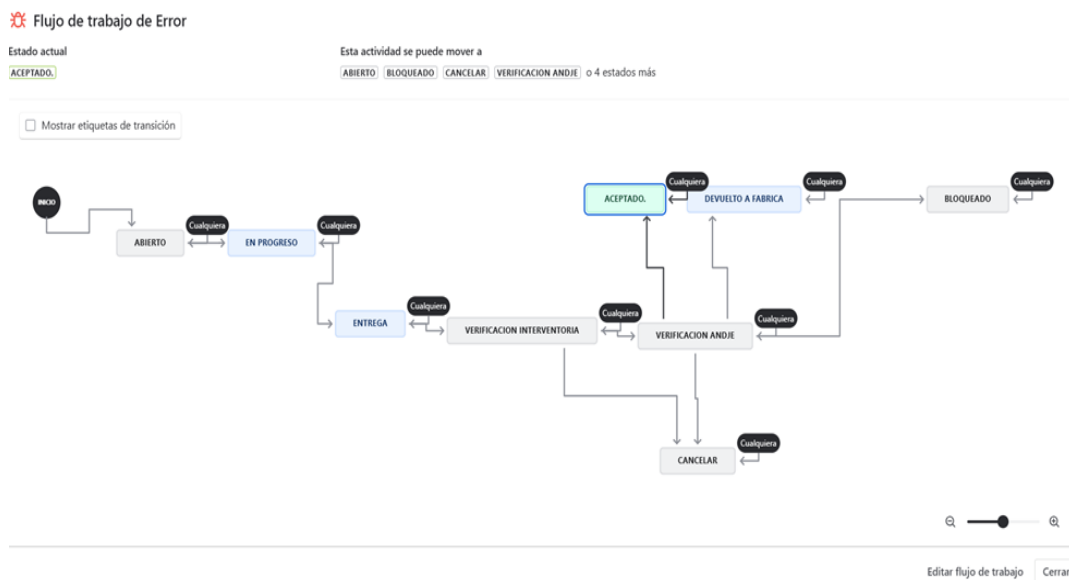 Flujo de trabajo de Error
Estado actual
Esta actividad se puede mover a
ACEPTADO.
ABIERTO BLOQUEADO CANCELAR VERIFICACION ANDJE o 4 estados más
Mostrar etiquetas de transición
INICIO
Cualquiera
ABIERTO
Cualquiera
EN PROGRESO
Cualquiera
ACEPTADO.
Cualquiera
DEVUELTO A FABRICA
Cualquiera
BLOQUEADO
Cualquiera
ENTREGA
Cualquiera
VERIFICACION INTERVENTORIA
Cualquiera
VERIFICACION ANDJE
Cualquiera
CANCELAR
Editar flujo de trabajo Cerrar